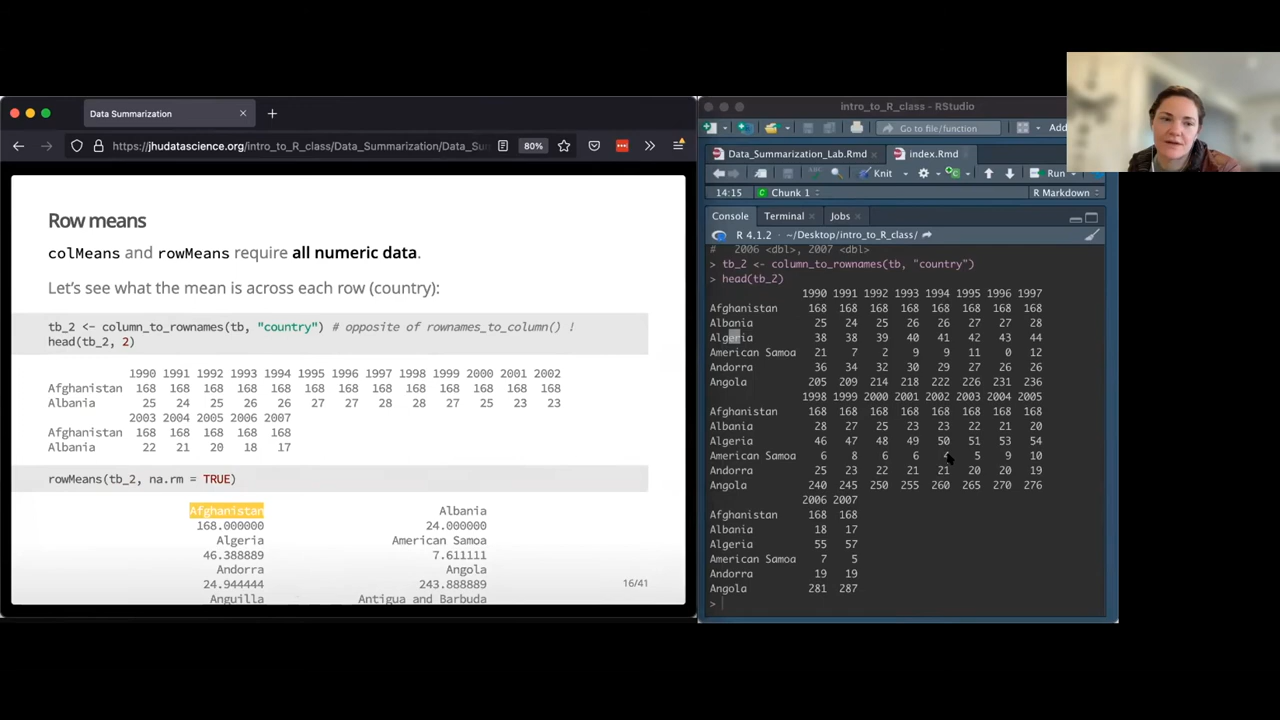 Data Summarization
https://jhudatascience.org/intro_to_R_class/Data_Summarization/Data_Su
80%
Row means
colMeans and rowMeans require all numeric data.
Let's see what the mean is across each row (country):
tb_2 <- column_to_rownames(tb, "country") # opposite of rownames_to_column() !
head(tb_2, 2)
1990 1991 1992 1993 1994 1995 1996 1997 1998 1999 2000 2001 2002
Afghanistan 168 168 168 168 168 168 168 168 168 168 168 168 168
Albania 25 24 25 26 26 27 27 28 28 27 25 23 23
2003 2004 2005 2006 2007
Afghanistan 168 168 168 168 168
Albania 22 21 20 18 17
rowMeans(tb_2, na.rm = TRUE)
Afghanistan Albania
168.000000 24.000000
Algeria American Samoa
46.388889 7.611111
Andorra Angola
24.944444 243.888889
Anguilla Antigua and Barbuda
16/41
intro_to_R_class - RStudio
Go to file/function
Add
Data_Summarization_Lab.Rmd
index.Rmd
Knit
Run
14:15
Chunk 1
R Markdown
Console
Terminal
Jobs
R 4.1.2 · ~/Desktop/intro_to_R_class/
# 2006 <dbl>, 2007 <dbl>
> tb_2 <- column_to_rownames(tb, "country")
> head(tb_2)
1990 1991 1992 1993 1994 1995 1996 1997
Afghanistan 168 168 168 168 168 168 168 168
Albania 25 24 25 26 26 27 27 28
Algeria 38 38 39 40 41 42 43 44
American Samoa 21 7 2 9 9 11 0 12
Andorra 36 34 32 30 29 27 26 26
Angola 205 209 214 218 222 226 231 236
1998 1999 2000 2001 2002 2003 2004 2005
Afghanistan 168 168 168 168 168 168 168 168
Albania 28 27 25 23 23 22 21 20
Algeria 46 47 48 49 50 51 53 54
American Samoa 6 8 6 6 5 9 10
Andorra 25 23 22 21 21 20 20 19
Angola 240 245 250 255 260 265 270 276
2006 2007
Afghanistan 168 168
Albania 18 17
Algeria 55 57
American Samoa 7 5
Andorra 19 19
Angola 281 287
>